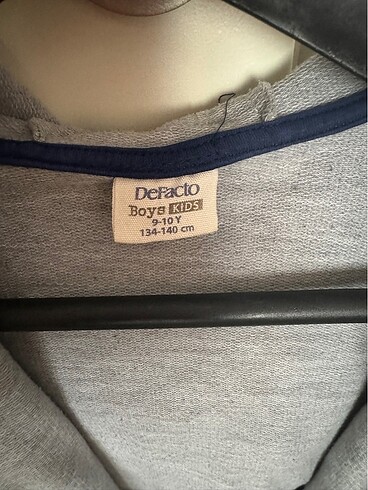 DeFacto
Boys KIDS
9-10 Y
134-140 cm